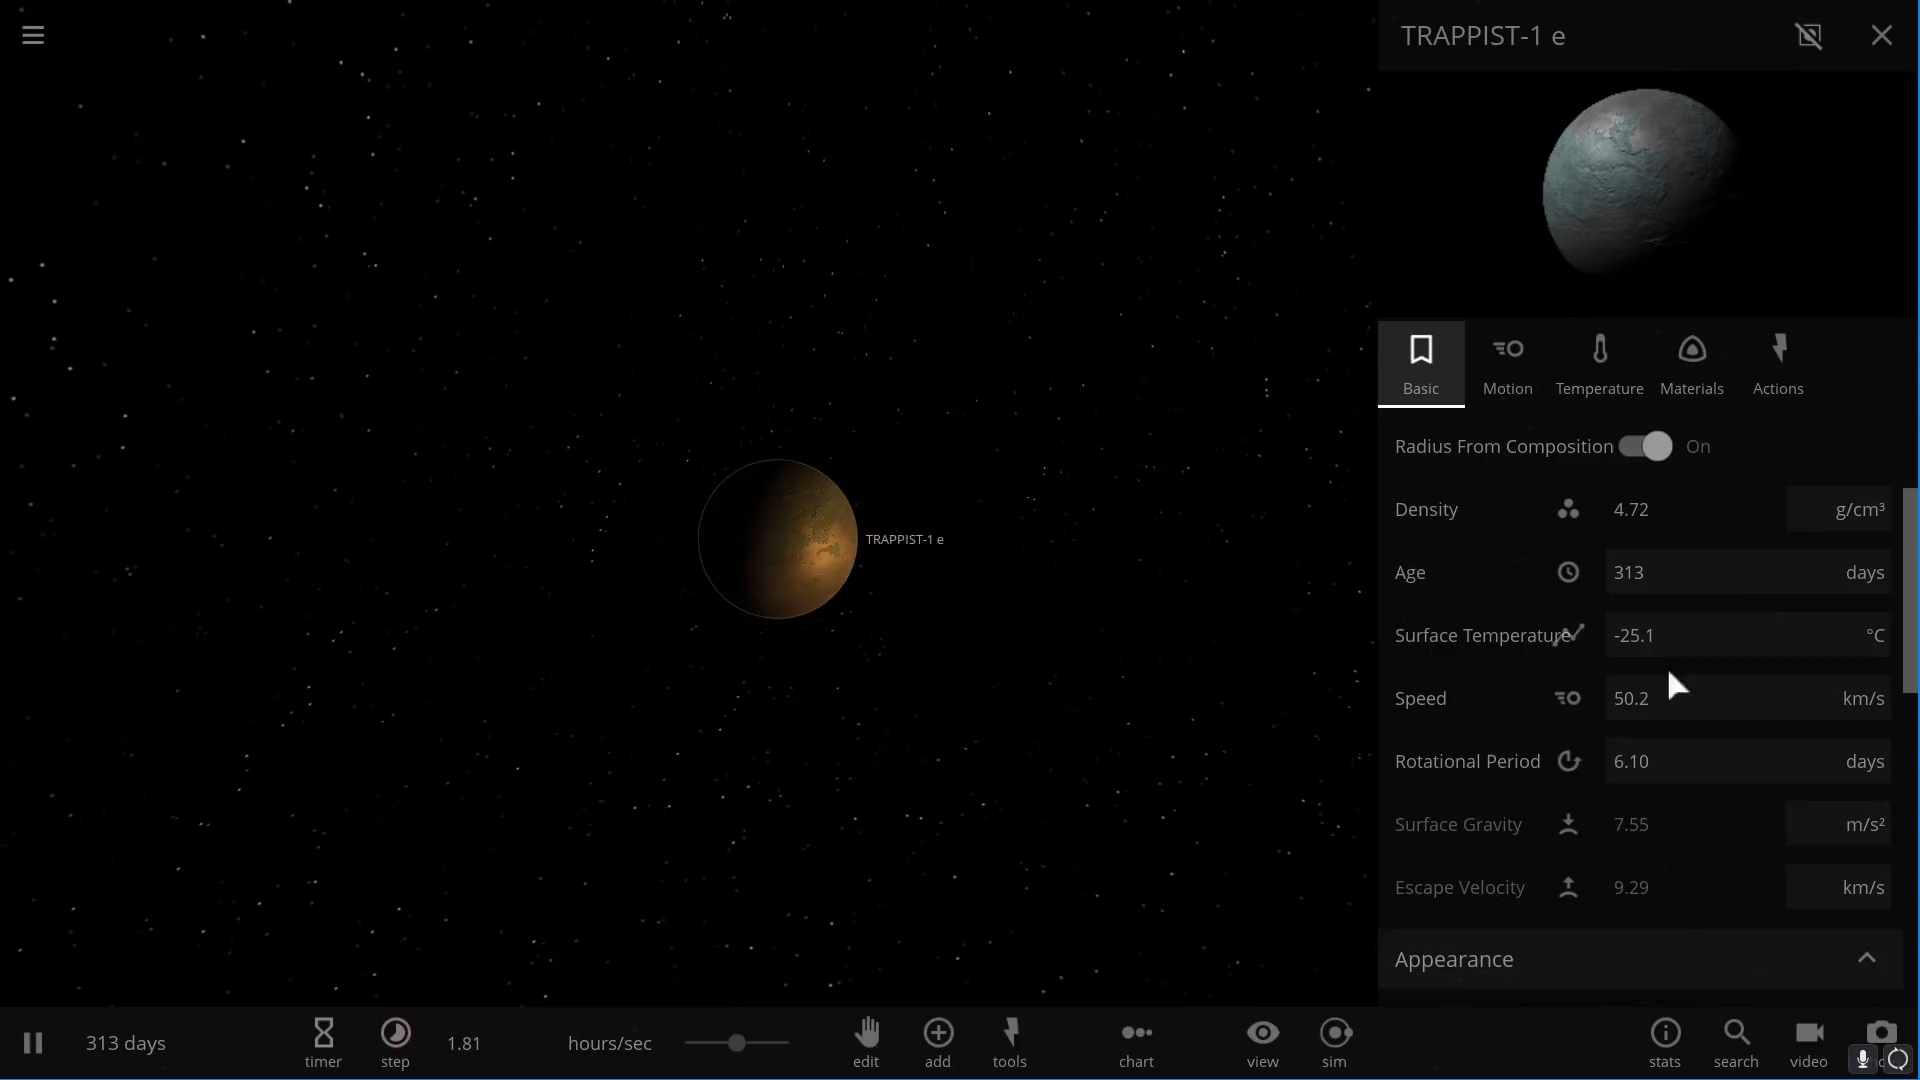 TRAPPIST-1 e
Basic
Motion
Temperature
Materials
Actions
Radius From Composition On
Density 4.72 g/cm³
TRAPPIST-1 e
Age 313 days
Surface Temperature -25.1 °C
Speed 50.2 km/s
Rotational Period 6.10 days
Surface Gravity 7.55 m/s²
Escape Velocity 9.29 km/s
Appearance
313 days
timer
step
1.81 hours/sec
edit
add
tools
chart
view
sim
stats
search
video